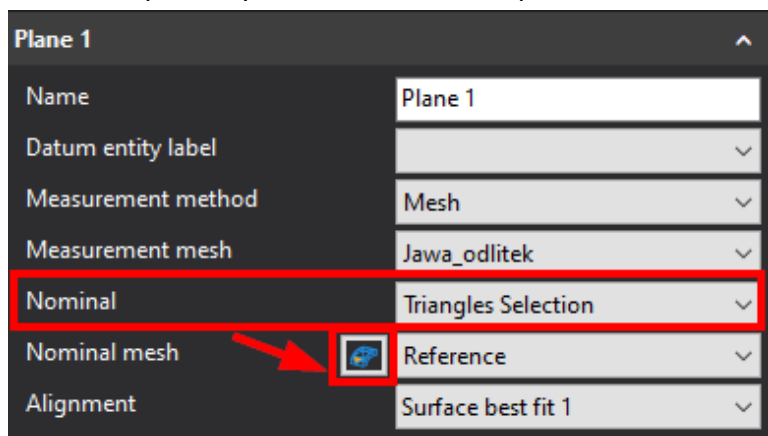 Plane 1
Name Plane 1
Datum entity label
Measurement method Mesh
Measurement mesh Jawa_odlitek
Nominal Triangles Selection
Nominal mesh Reference
Alignment Surface best fit 1